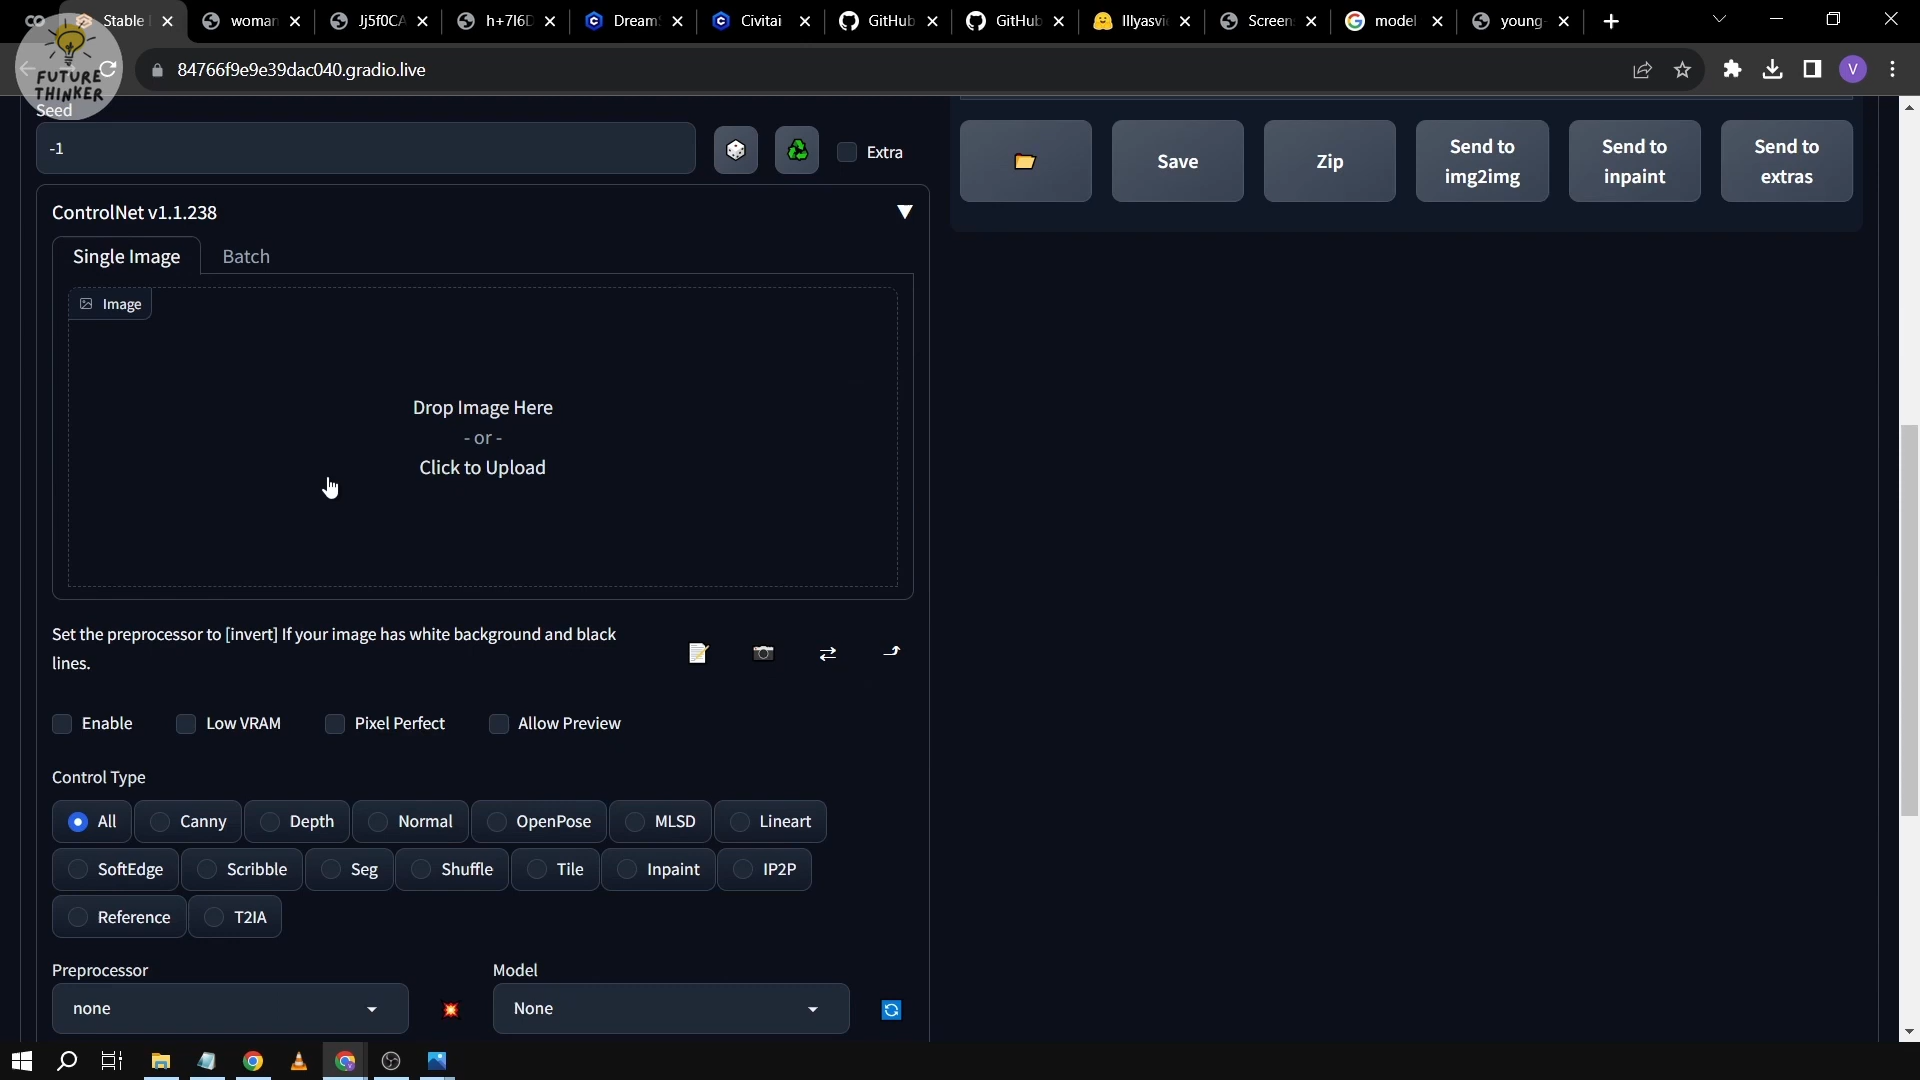 Stable
woman
Jj5f0CA
h+7I6D
Dream
Civitai
GitHub
GitHub
Illyasvi
Screen
model
young-
84766f9e9e39dac040.gradio.live
V
FUTURE
THINKER
Seed
-1
Extra
Save
Zip
Send to
img2img
Send to
inpaint
Send to
extras
ControlNet v1.1.238
Single Image
Batch
Image
Drop Image Here
- or -
Click to Upload
Set the preprocessor to [invert] If your image has white background and black
lines.
Enable
Low VRAM
Pixel Perfect
Allow Preview
Control Type
All
Canny
Depth
Normal
OpenPose
MLSD
Lineart
SoftEdge
Scribble
Seg
Shuffle
Tile
Inpaint
IP2P
Reference
T2IA
Preprocessor
Model
none
None